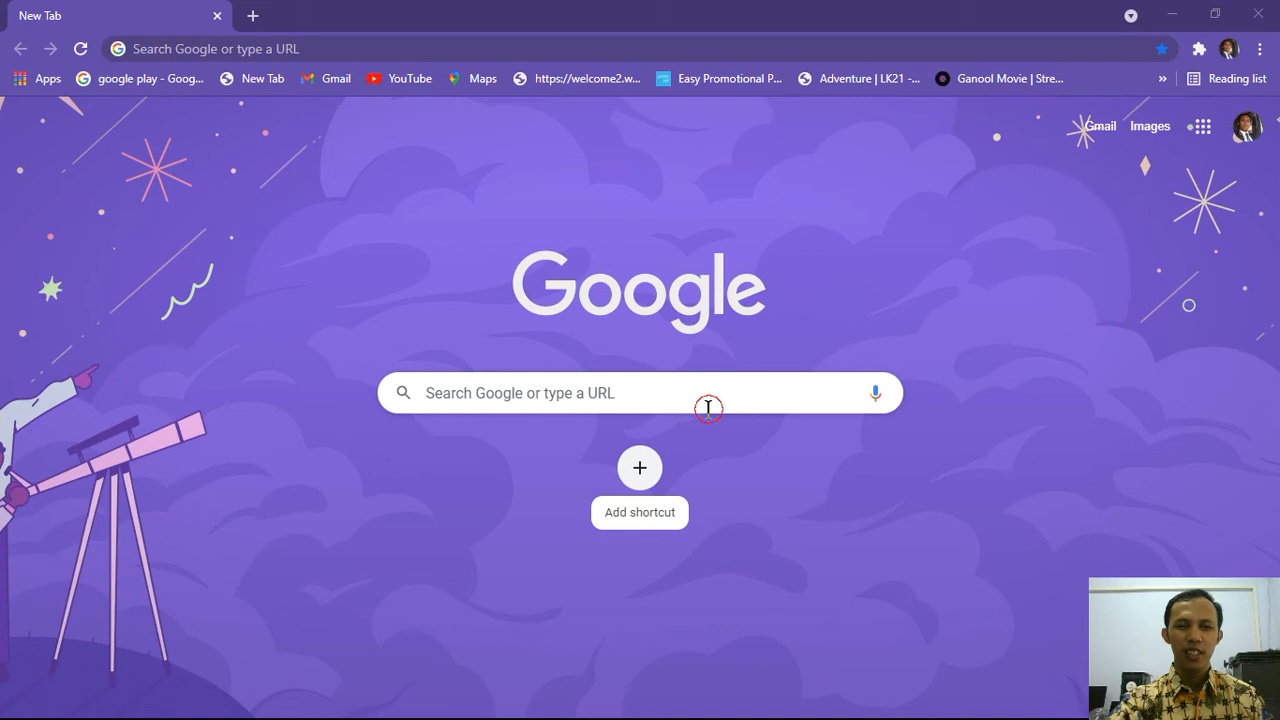 New Tab
Search Google or type a URL
Apps google play - Goog... New Tab Gmail YouTube Maps https://welcome2.w... Easy Promotional P... Adventure | LK21 -... Ganool Movie | Stre... » Reading list
Gmail Images
Google
Search Google or type a URL
Add shortcut